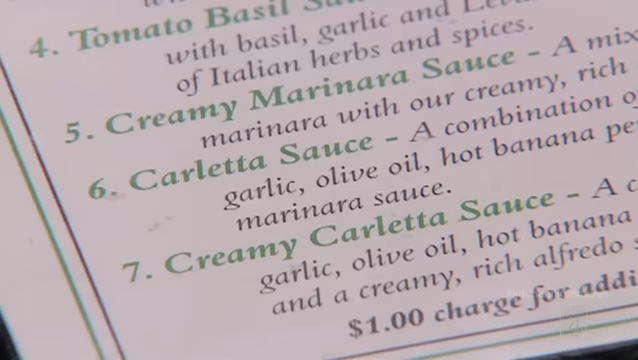 4. Tomato Basil
with basil, garlic and
of Italian herbs and spices.
5. Creamy Marinara Sauce - A mix
marinara with our creamy, rich
6. Carletta Sauce - A combination o
garlic, olive oil, hot banana pe
marinara sauce.
7. Creamy Carletta Sauce - A c
garlic, olive oil, hot banana
and a creamy, rich alfredo s
$1.00 charge for addi